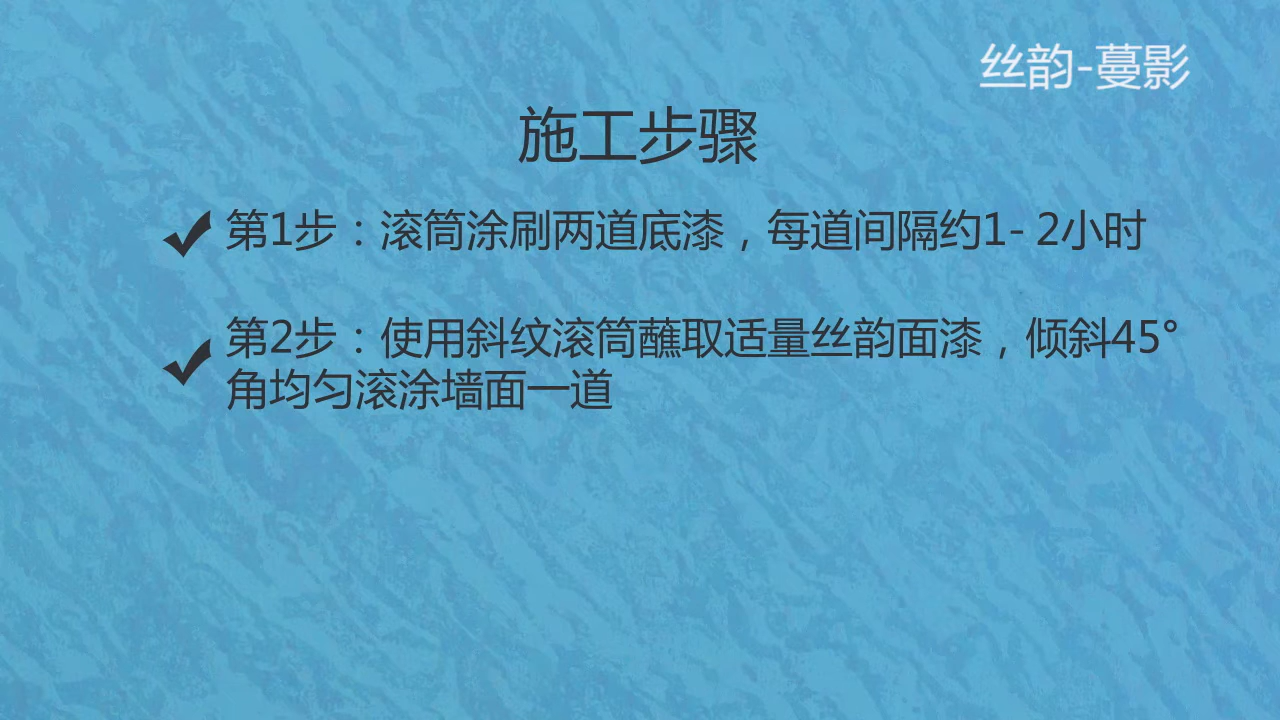 丝韵-蔓影
施工步骤
第1步：滚筒涂刷两道底漆，每道间隔约1- 2小时
第2步：使用斜纹滚筒蘸取适量丝韵面漆，倾斜45°
角均匀滚涂墙面一道